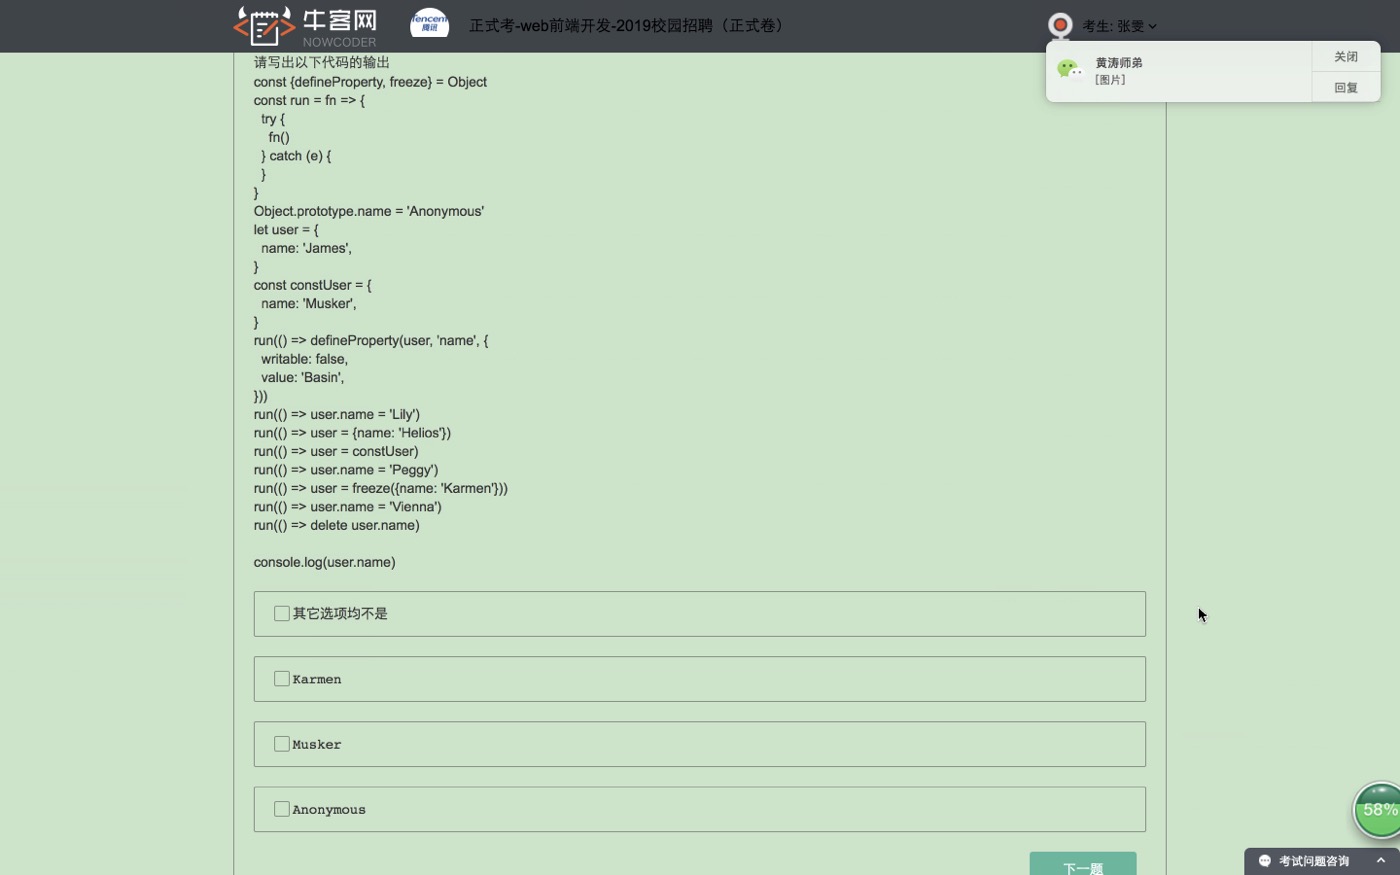 牛客网
NOWCODER
Tencent
腾讯
正式考-web前端开发-2019校园招聘（正式卷）
考生: 张雯
黄涛师弟
[图片]
关闭
回复
请写出以下代码的输出
const {defineProperty, freeze} = Object
const run = fn => {
  try {
    fn()
  } catch (e) {
  }
}
Object.prototype.name = 'Anonymous'
let user = {
  name: 'James',
}
const constUser = {
  name: 'Musker',
}
run(() => defineProperty(user, 'name', {
  writable: false,
  value: 'Basin',
}))
run(() => user.name = 'Lily')
run(() => user = {name: 'Helios'})
run(() => user = constUser)
run(() => user.name = 'Peggy')
run(() => user = freeze({name: 'Karmen'}))
run(() => user.name = 'Vienna')
run(() => delete user.name)
console.log(user.name)
其它选项均不是
Karmen
Musker
Anonymous
58%
下一题
考试问题咨询